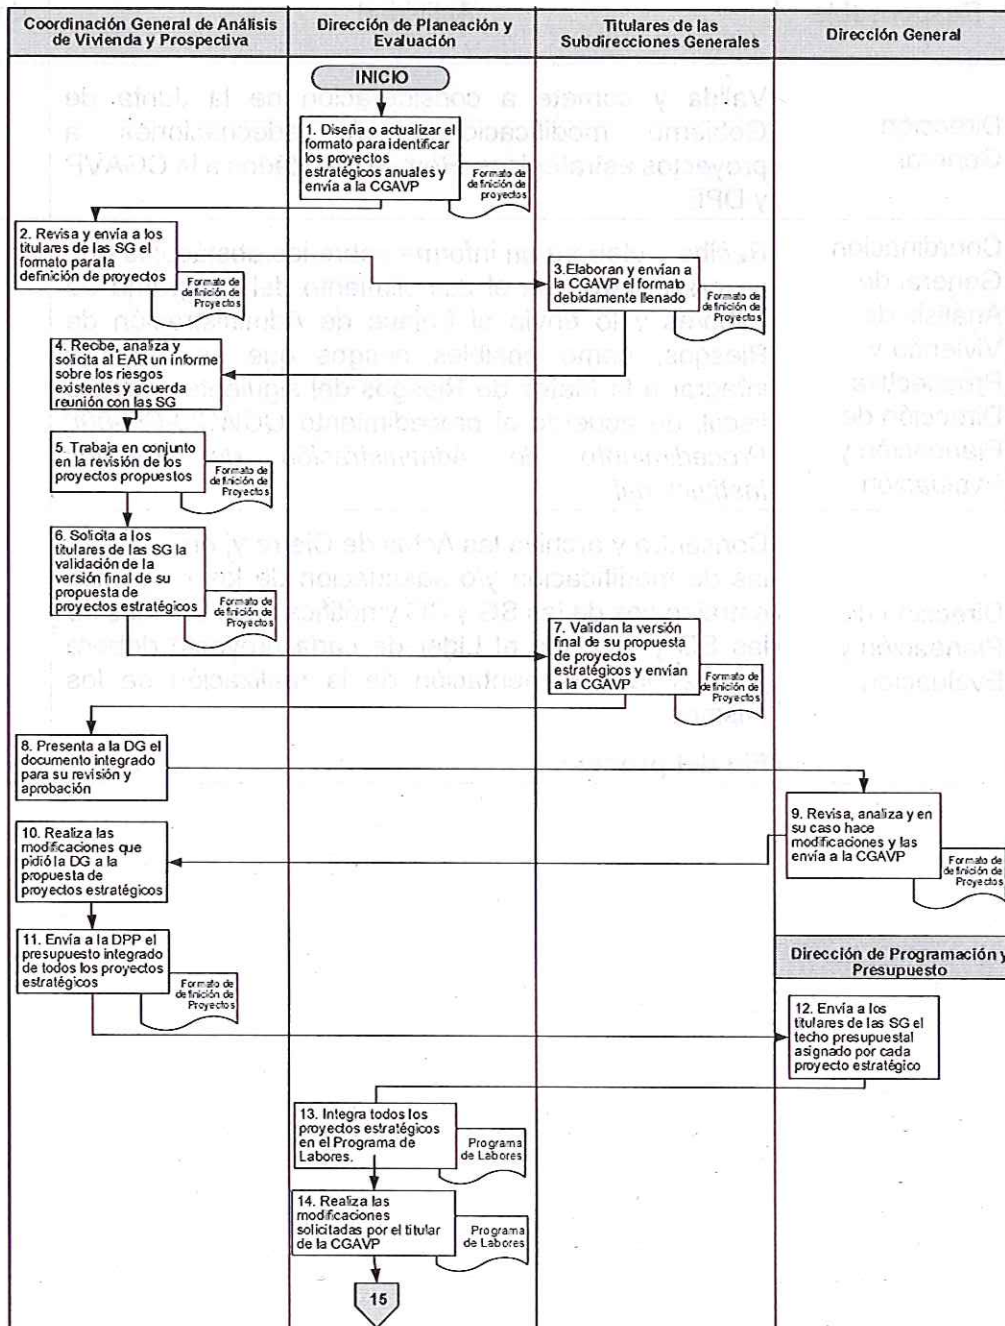 Coordinación General de Análisis
de Vivienda y Prospectiva
Dirección de Planeación y
Evaluación
Titulares de las
Subdirecciones Generales
Dirección General
INICIO
1. Diseña o actualizar el
formato para identificar
los proyectos
estratégicos anuales y
envía a la CGAVP
Formato de
definición de
proyectos
2. Revisa y envía a los
titulares de las SG el
formato para la
definición de proyectos
Formato de
definición de
Proyectos
3.Elaboran y envían a
la CGAVP el formato
debidamente llenado
Formato de
definición de
Proyectos
4. Recibe, analiza y
solicita al EAR un informe
sobre los riesgos
existentes y acuerda
reunión con las SG
5. Trabaja en conjunto
en la revisión de los
proyectos propuestos
Formato de
definición de
Proyectos
6. Solicita a los
titulares de las SG la
validación de la
versión final de su
propuesta de
proyectos estratégicos
Formato de
definición de
Proyectos
7. Validan la versión
final de su propuesta
de proyectos
estratégicos y envían
a la CGAVP
Formato de
definición de
Proyectos
8. Presenta a la DG el
documento integrado
para su revisión y
aprobación
9. Revisa, analiza y en
su caso hace
modificaciones y las
envía a la CGAVP
Formato de
definición de
Proyectos
10. Realiza las
modificaciones que
pidió la DG a la
propuesta de
proyectos estratégicos
11. Envía a la DPP el
presupuesto integrado
de todos los proyectos
estratégicos
Formato de
definición de
Proyectos
Dirección de Programación y
Presupuesto
12. Envía a los
titulares de las SG el
techo presupuestal
asignado por cada
proyecto estratégico
13. Integra todos los
proyectos estratégicos
en el Programa de
Labores.
Programa
de Labores
14. Realiza las
modificaciones
solicitadas por el titular
de la CGAVP
Programa
de Labores
15